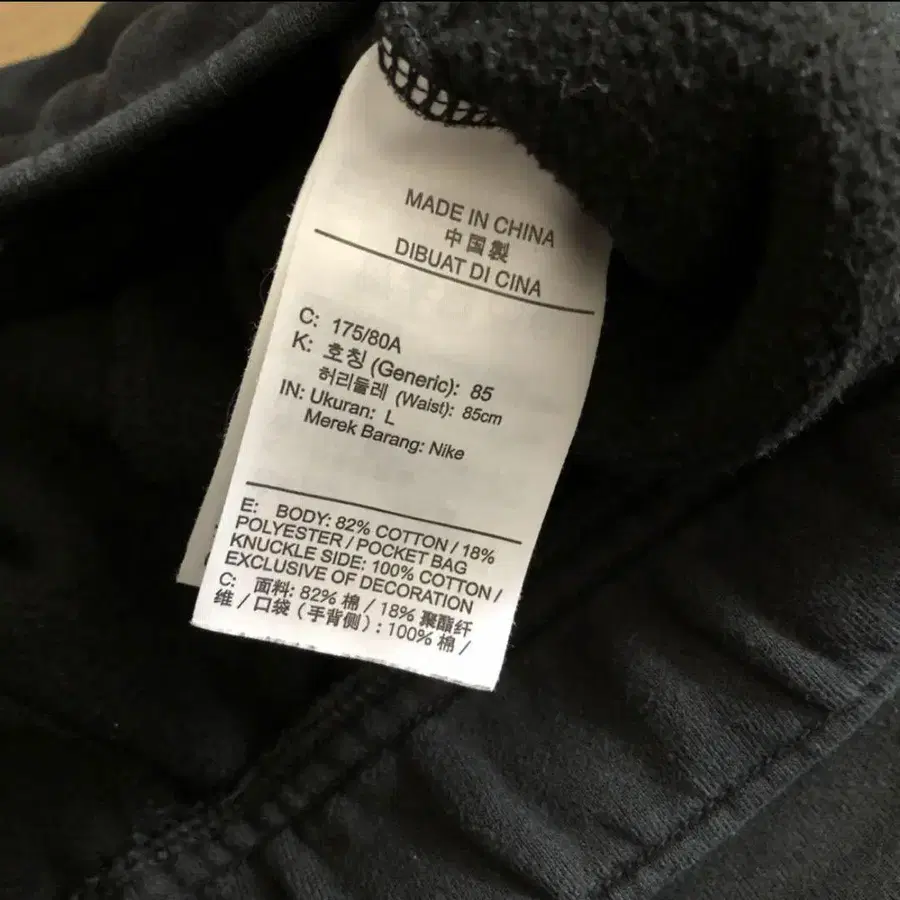 MADE IN CHINA
中国製
DIBUAT DI CINA
C: 175/80A
K: 호칭 (Generic): 85
허리둘레 (Waist): 85cm
IN: Ukuran: L
Merek Barang: Nike
E: BODY: 82% COTTON / 18%
POLYESTER / POCKET BAG
KNUCKLE SIDE: 100% COTTON /
EXCLUSIVE OF DECORATION
C: 面料: 82% 棉 / 18% 聚酯纤
维 / 口袋 (手背侧) : 100% 棉 /